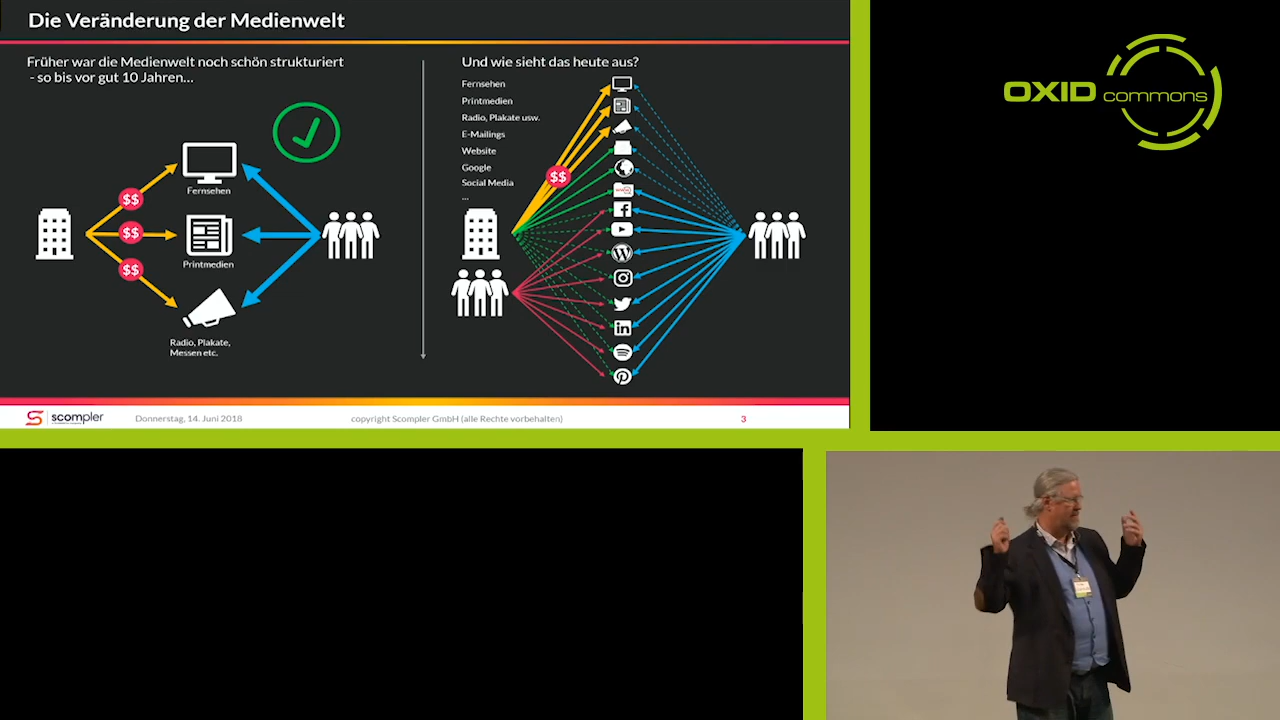 Die Veränderung der Medienwelt
Früher war die Medienwelt noch schön strukturiert
- so bis vor gut 10 Jahren...
$$
$$
$$
Fernsehen
Printmedien
Radio, Plakate,
Messen etc.
Und wie sieht das heute aus?
Fernsehen
Printmedien
Radio, Plakate usw.
E-Mailings
Website
Google
Social Media
...
$$
scompler
Donnerstag, 14. Juni 2018
copyright Scompler GmbH (alle Rechte vorbehalten)
3
OXID commons